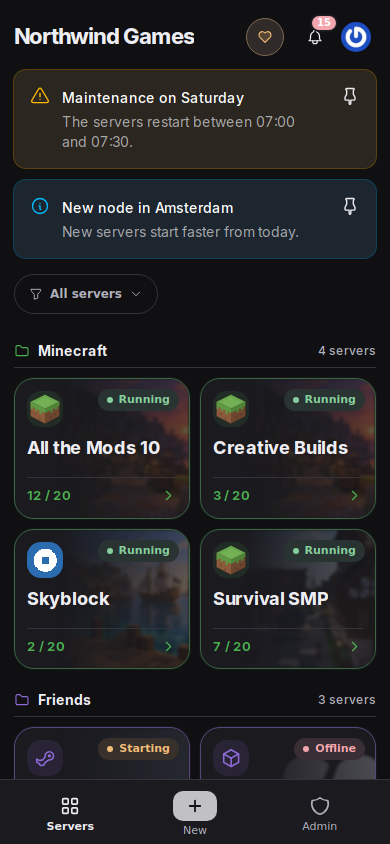 Northwind Games
15
Maintenance on Saturday
The servers restart between 07:00
and 07:30.
New node in Amsterdam
New servers start faster from today.
All servers
Minecraft
4 servers
Running
All the Mods 10
12 / 20
Running
Creative Builds
3 / 20
Running
Skyblock
2 / 20
Running
Survival SMP
7 / 20
Friends
3 servers
Starting
Offline
Servers
New
Admin